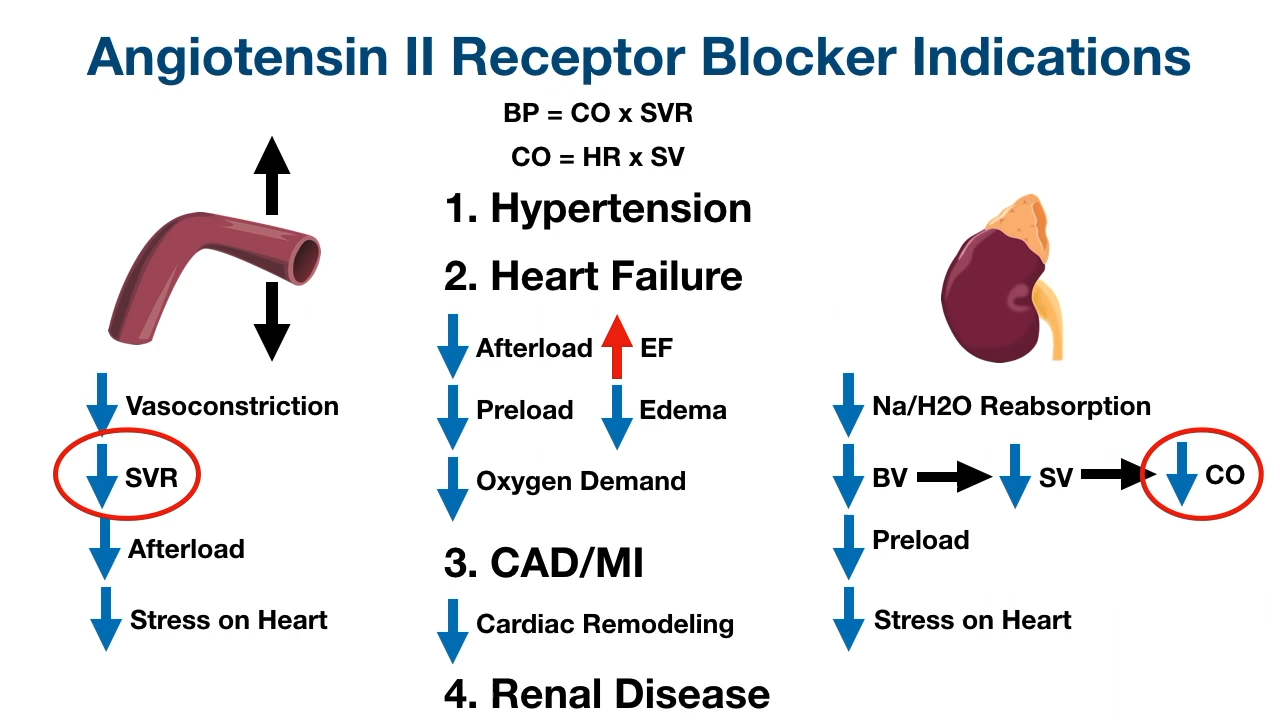 Angiotensin II Receptor Blocker Indications
BP = CO x SVR
CO = HR x SV
1. Hypertension
2. Heart Failure
Afterload
EF
Preload
Edema
Oxygen Demand
3. CAD/MI
Cardiac Remodeling
4. Renal Disease
Vasoconstriction
SVR
Afterload
Stress on Heart
Na/H2O Reabsorption
BV
SV
CO
Preload
Stress on Heart